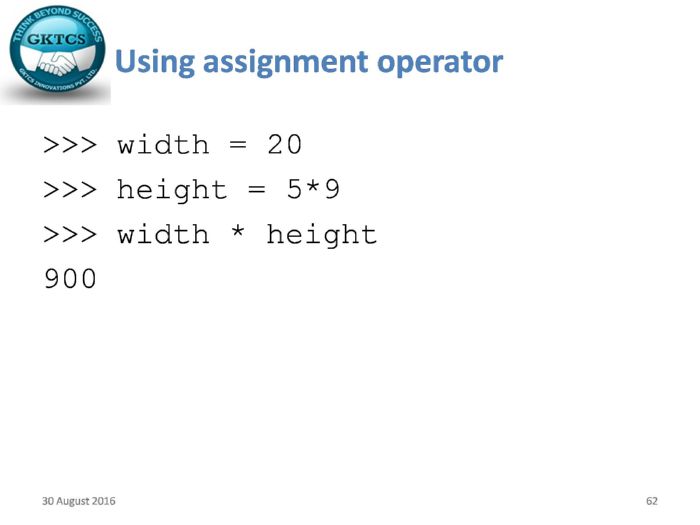 THINK BEYOND SUCCESS
GKTCS
GKTCS INNOVATIONS PVT. LTD.
Using assignment operator
>>> width = 20
>>> height = 5*9
>>> width * height
900
30 August 2016
62